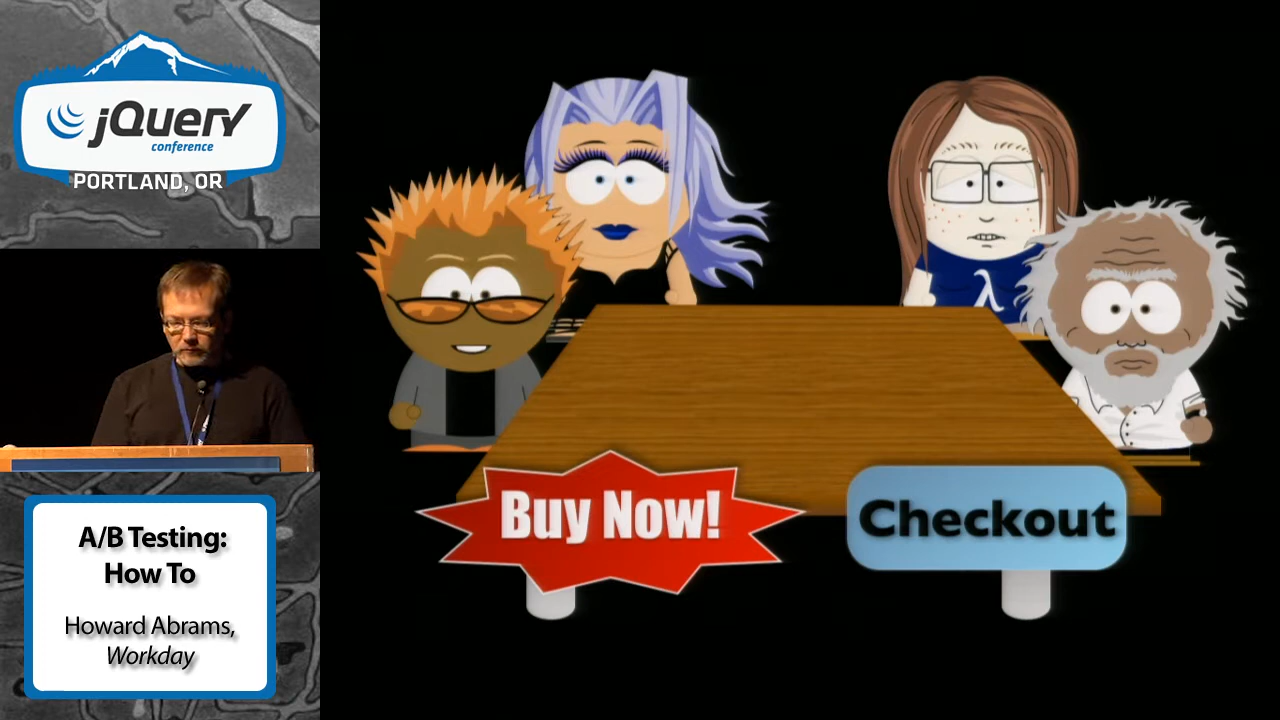 jQuery
conference
PORTLAND, OR
A/B Testing:
How To
Howard Abrams,
Workday
Buy Now!
Checkout
λ